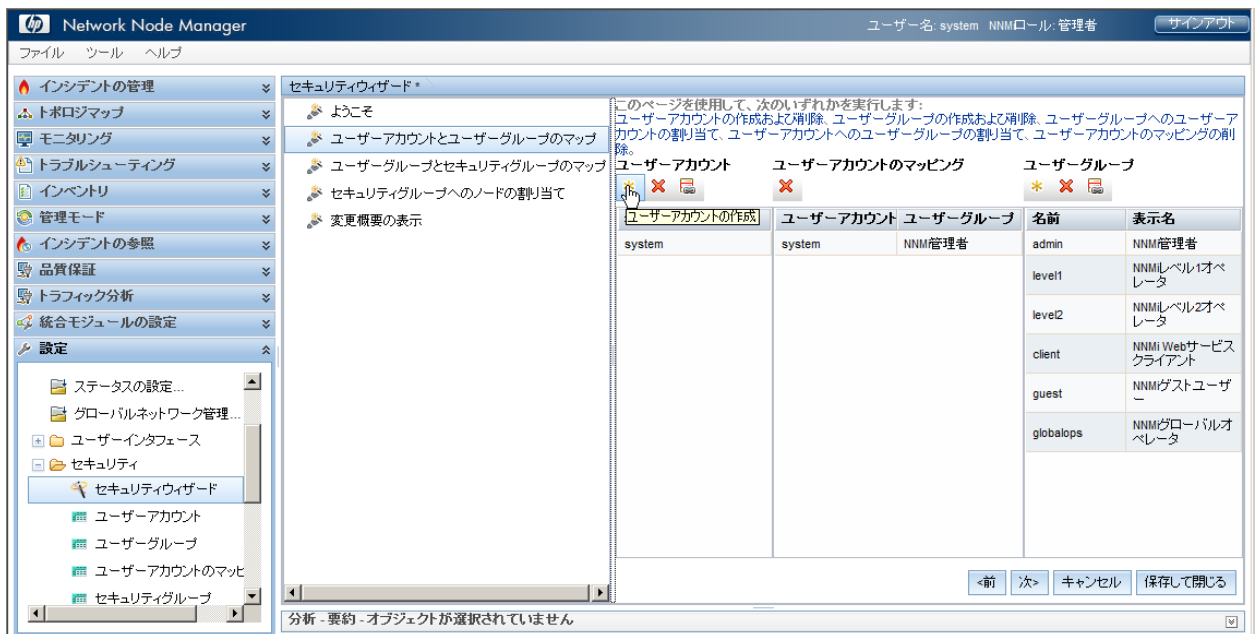 hp Network Node Manager
ユーザー名: system NNMiロール: 管理者
サインアウト
ファイル ツール ヘルプ
インシデントの管理
トポロジマップ
モニタリング
トラブルシューティング
インベントリ
管理モード
インシデントの参照
品質保証
トラフィック分析
統合モジュールの設定
設定
ステータスの設定...
グローバルネットワーク管理...
ユーザーインタフェース
セキュリティ
セキュリティウィザード
ユーザーアカウント
ユーザーグループ
ユーザーアカウントのマッピ
セキュリティグループ
セキュリティウィザード *
ようこそ
ユーザーアカウントとユーザーグループのマップ
ユーザーグループとセキュリティグループのマップ
セキュリティグループへのノードの割り当て
変更概要の表示
このページを使用して、次のいずれかを実行します:
ユーザーアカウントの作成および削除、ユーザーグループの作成および削除、ユーザーグループへのユーザーア
カウントの割り当て、ユーザーアカウントへのユーザーグループの割り当て、ユーザーアカウントのマッピングの削
除。
ユーザーアカウント
ユーザーアカウントの作成
system
ユーザーアカウントのマッピング
ユーザーアカウント ユーザーグループ
system NNMi管理者
ユーザーグループ
名前 表示名
admin NNMi管理者
level1 NNMiレベル1オペ
レータ
level2 NNMiレベル2オペ
レータ
client NNMi Webサービス
クライアント
guest NNMiゲストユーザ
ー
globalops NNMiグローバルオ
ペレータ
<前 次> キャンセル 保存して閉じる
分析 - 要約 - オブジェクトが選択されていません